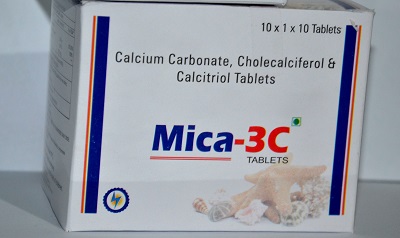 10 x 1 x 10 Tablets
Calcium Carbonate, Cholecalciferol &
Calcitriol Tablets
Mica-3C
TABLETS